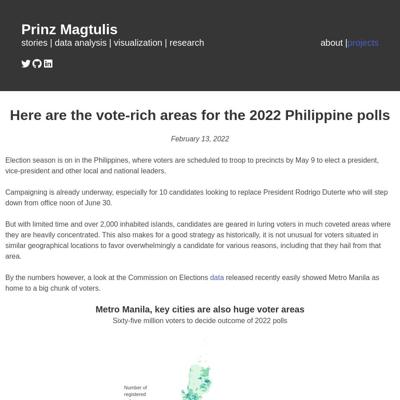 Prinz Magtulis
stories | data analysis | visualization | research
about |projects
Here are the vote-rich areas for the 2022 Philippine polls
February 13, 2022
Election season is on in the Philippines, where voters are scheduled to troop to precincts by May 9 to elect a president,
vice-president and other local and national leaders.
Campaigning is already underway, especially for 10 candidates looking to replace President Rodrigo Duterte who will step
down from office noon of June 30.
But with limited time and over 2,000 inhabited islands, candidates are geared in luring voters in much coveted areas where
they are heavily concentrated. This also makes for a good strategy as historically, it is not unusual for voters situated in
similar geographical locations to favor overwhelmingly a candidate for various reasons, including that they hail from that
area.
By the numbers however, a look at the Commission on Elections data released recently easily showed Metro Manila as
home to a big chunk of voters.
Metro Manila, key cities are also huge voter areas
Sixty-five million voters to decide outcome of 2022 polls
Number of
registered